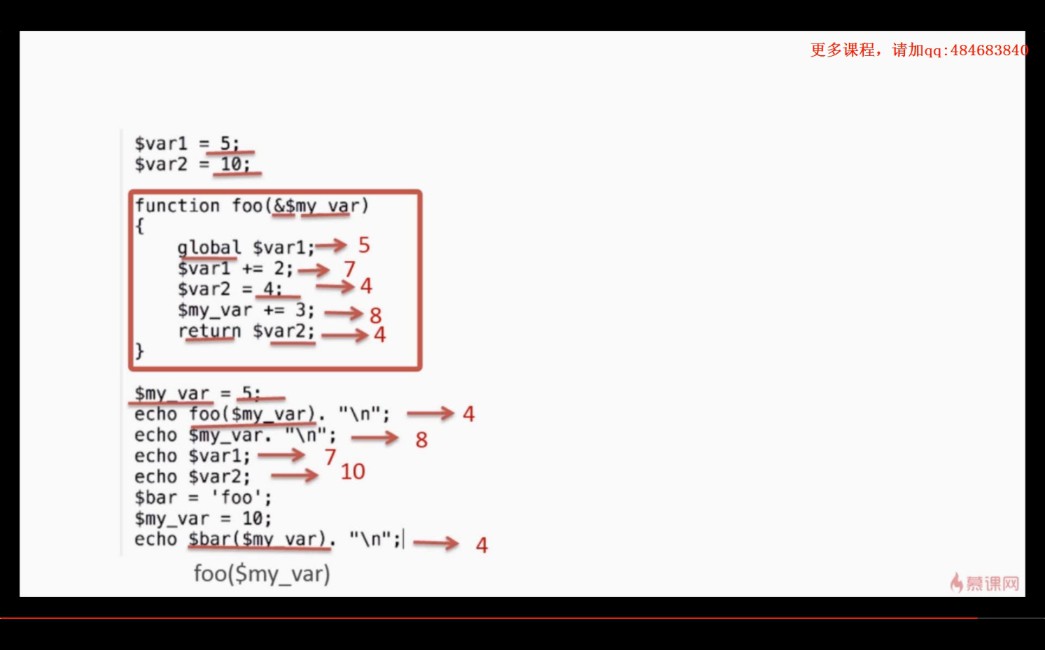 更多课程，请加qq:484683840
$var1 = 5;
$var2 = 10;
function foo(&$my_var)
{
global $var1; 5
$var1 += 2; 7
$var2 = 4; 4
$my_var += 3; 8
return $var2; 4
}
$my_var = 5;
echo foo($my_var). "\n"; 4
echo $my_var. "\n"; 8
echo $var1; 7
echo $var2; 10
$bar = 'foo';
$my_var = 10;
echo $bar($my_var). "\n"; 4
foo($my_var)
慕课网